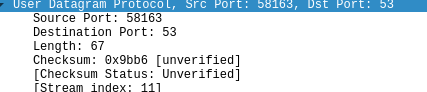 User Datagram Protocol, Src Port: 58163, Dst Port: 53
Source Port: 58163
Destination Port: 53
Length: 67
Checksum: 0x9bb6 [unverified]
[Checksum Status: Unverified]
[Stream index: 11]